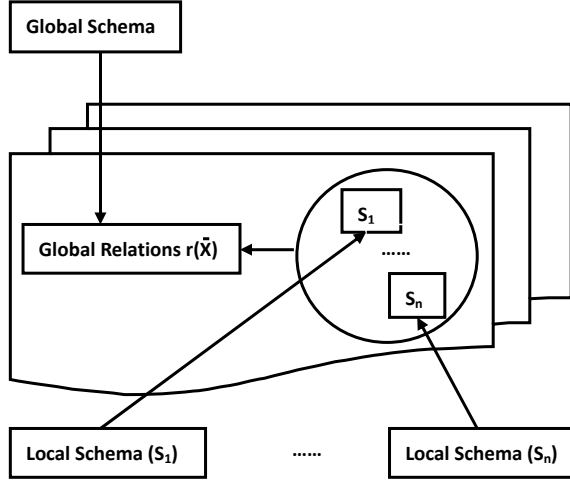 Global Schema
S₁
Global Relations r(X̄)
......
Sₙ
Local Schema (S₁)
......
Local Schema (Sₙ)